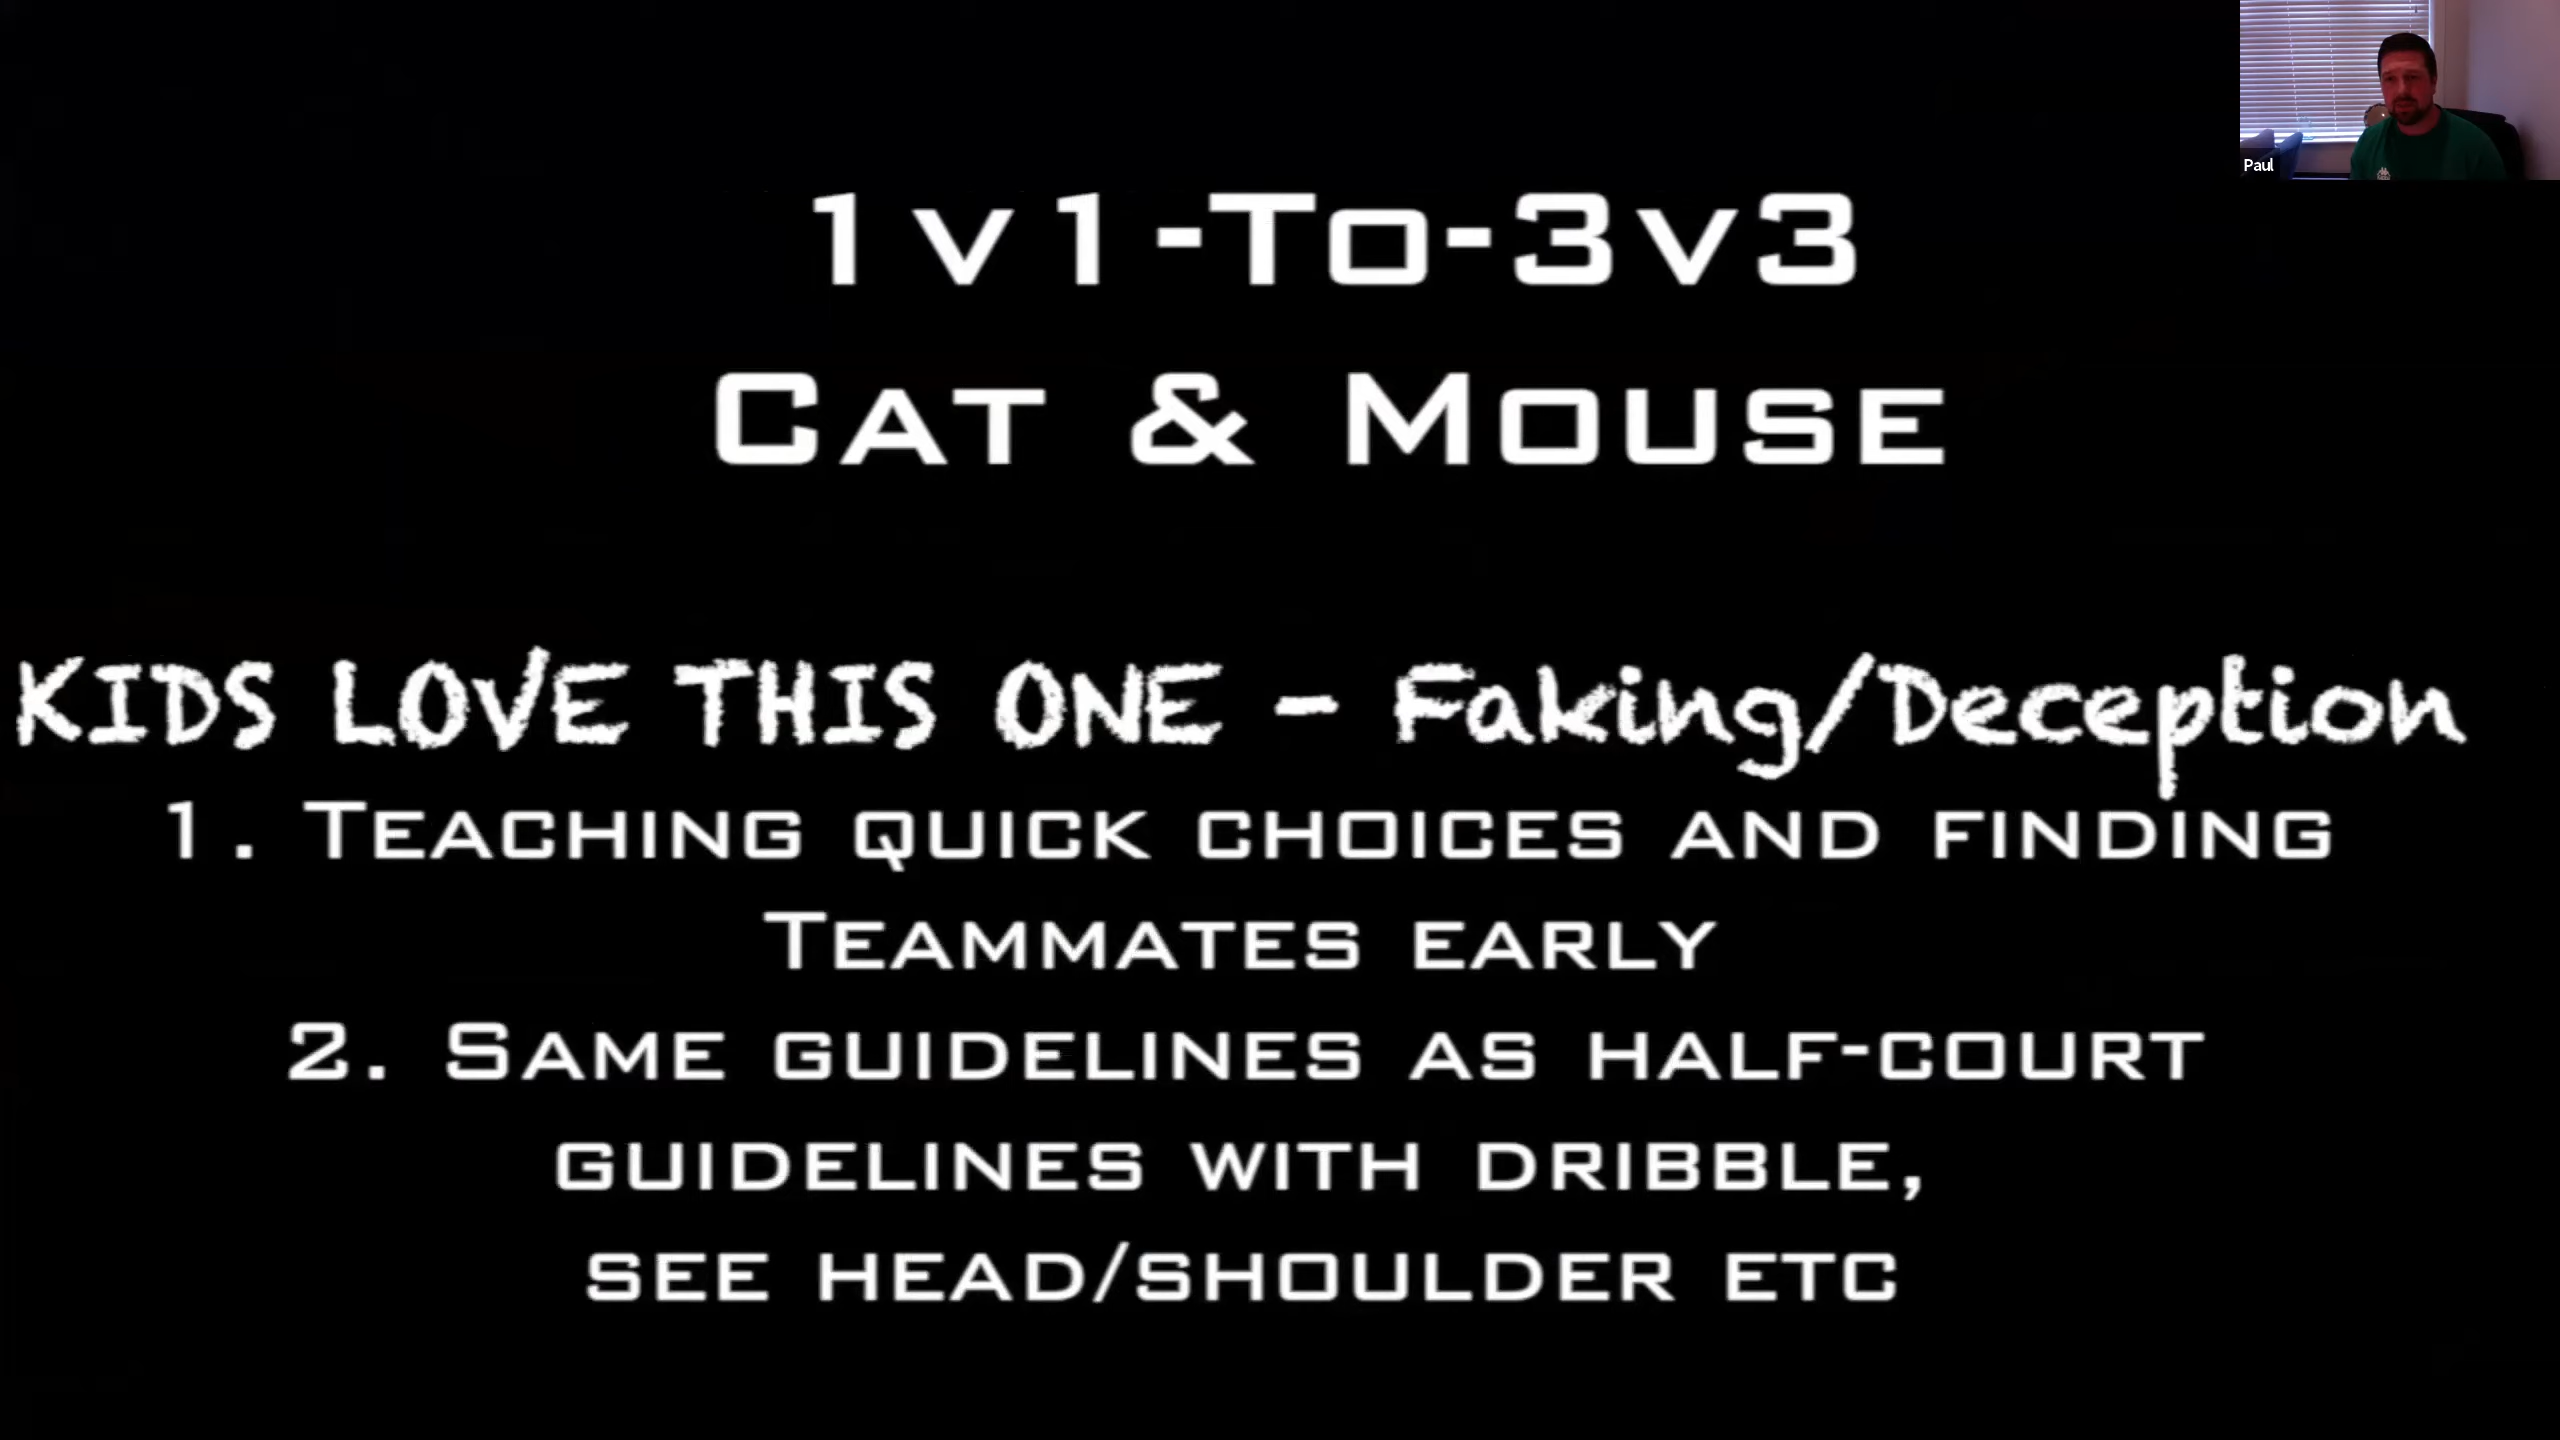 1v1-To-3v3
Cat & Mouse
KIDS LOVE THIS ONE - Faking/Deception
1. Teaching quick choices and finding
Teammates early
2. Same guidelines as half-court
guidelines with dribble,
see head/shoulder etc
Paul